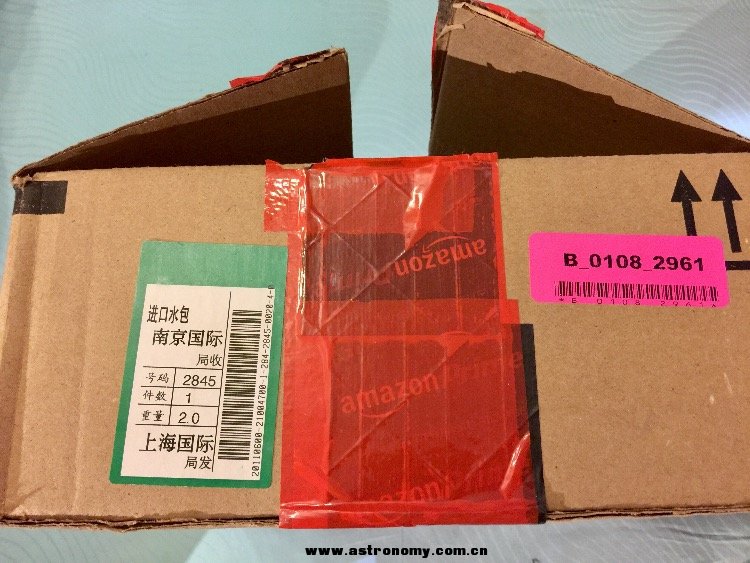 进口水包
南京国际
局收
号码 2845
件数 1
重量 2.0
上海国际
局发
amazon
amazon Prime
amazon
B_0108_2961
www.astronomy.com.cn